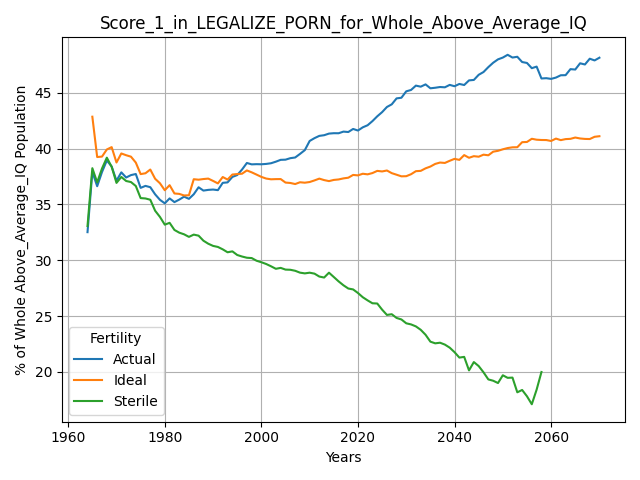 Score_1_in_LEGALIZE_PORN_for_Whole_Above_Average_IQ
% of Whole Above_Average_IQ Population
45
40
35
30
25
20
Fertility
Actual
Ideal
Sterile
1960
1980
2000
2020
2040
2060
Years